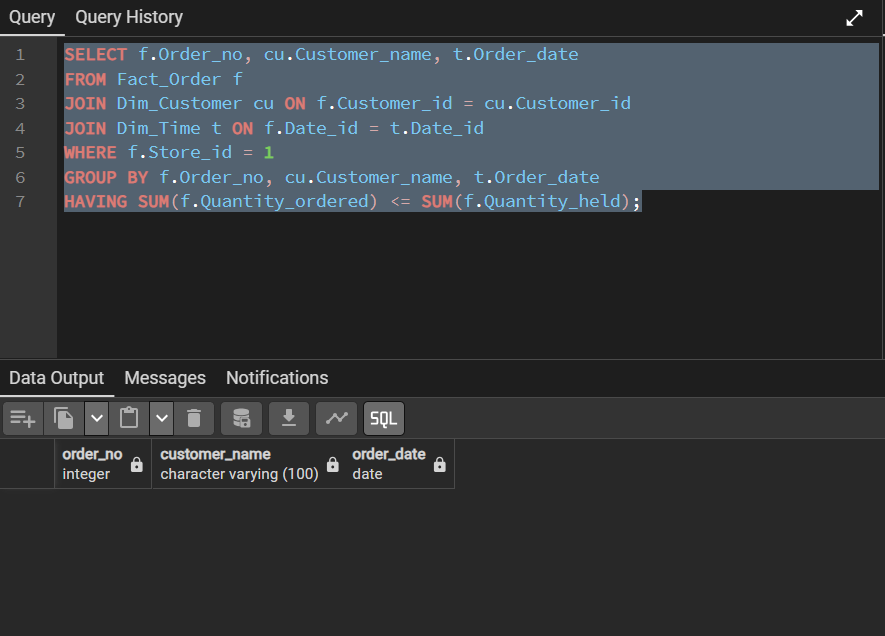 Query Query History
1 SELECT f.Order_no, cu.Customer_name, t.Order_date
2 FROM Fact_Order f
3 JOIN Dim_Customer cu ON f.Customer_id = cu.Customer_id
4 JOIN Dim_Time t ON f.Date_id = t.Date_id
5 WHERE f.Store_id = 1
6 GROUP BY f.Order_no, cu.Customer_name, t.Order_date
7 HAVING SUM(f.Quantity_ordered) <= SUM(f.Quantity_held);
Data Output Messages Notifications
SQL
order_no customer_name order_date
integer character varying (100) date